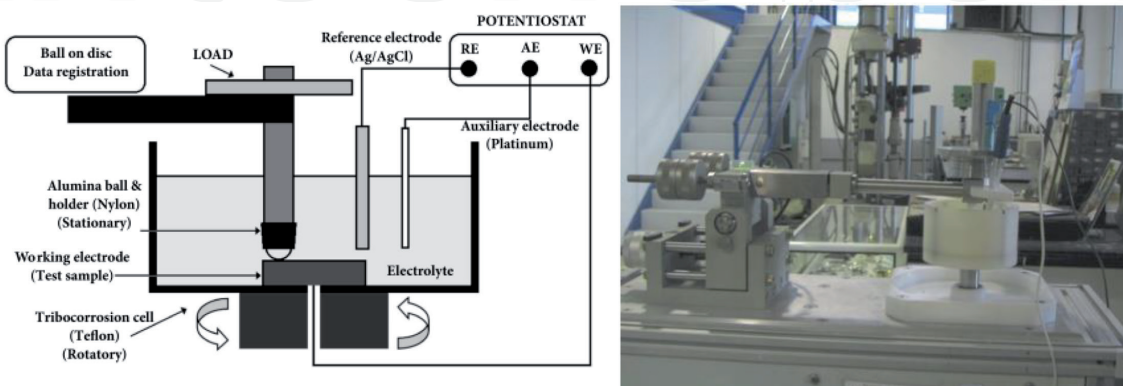 POTENTIOSTAT
RE AE WE
Reference electrode
(Ag/AgCl)
Ball on disc
Data registration
LOAD
Auxiliary electrode
(Platinum)
Alumina ball &
holder (Nylon)
(Stationary)
Working electrode
(Test sample)
Electrolyte
Tribocorrosion cell
(Teflon)
(Rotatory)